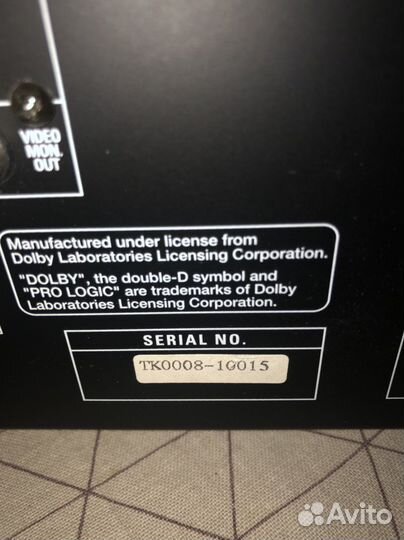 VIDEO
MON.
OUT
Manufactured under license from
Dolby Laboratories Licensing Corporation.
"DOLBY", the double-D symbol and
"PRO LOGIC" are trademarks of Dolby
Laboratories Licensing Corporation.
SERIAL NO.
TK0008-10015
Avito